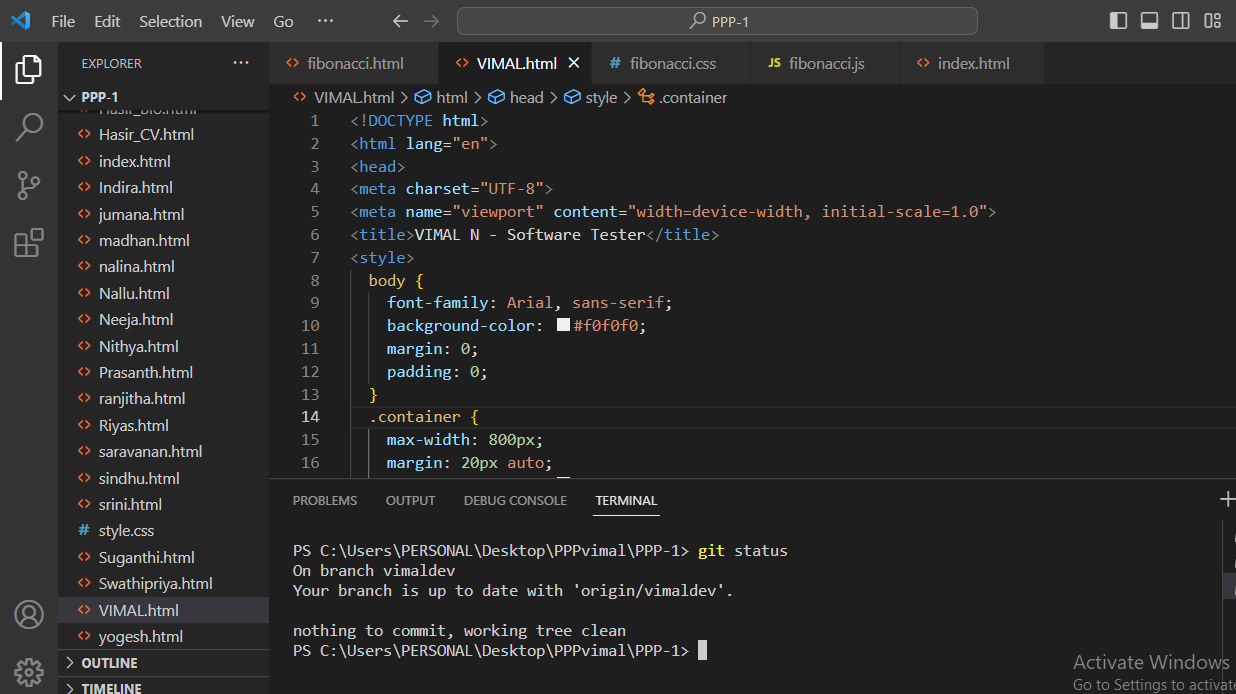 File Edit Selection View Go ··· PPP-1
EXPLORER ···
PPP-1
Hasir_Bio.html
Hasir_CV.html
index.html
Indira.html
jumana.html
madhan.html
nalina.html
Nallu.html
Neeja.html
Nithya.html
Prasanth.html
ranjitha.html
Riyas.html
saravanan.html
sindhu.html
srini.html
# style.css
Suganthi.html
Swathipriya.html
VIMAL.html
yogesh.html
OUTLINE
TIMELINE
fibonacci.html VIMAL.html # fibonacci.css JS fibonacci.js index.html
VIMAL.html > html > head > style > .container
1 <!DOCTYPE html>
2 <html lang="en">
3 <head>
4 <meta charset="UTF-8">
5 <meta name="viewport" content="width=device-width, initial-scale=1.0">
6 <title>VIMAL N - Software Tester</title>
7 <style>
8 body {
9 font-family: Arial, sans-serif;
10 background-color: #f0f0f0;
11 margin: 0;
12 padding: 0;
13 }
14 .container {
15 max-width: 800px;
16 margin: 20px auto;
PROBLEMS OUTPUT DEBUG CONSOLE TERMINAL
PS C:\Users\PERSONAL\Desktop\PPPvimal\PPP-1> git status
On branch vimaldev
Your branch is up to date with 'origin/vimaldev'.
nothing to commit, working tree clean
PS C:\Users\PERSONAL\Desktop\PPPvimal\PPP-1>
Activate Windows
Go to Settings to activate